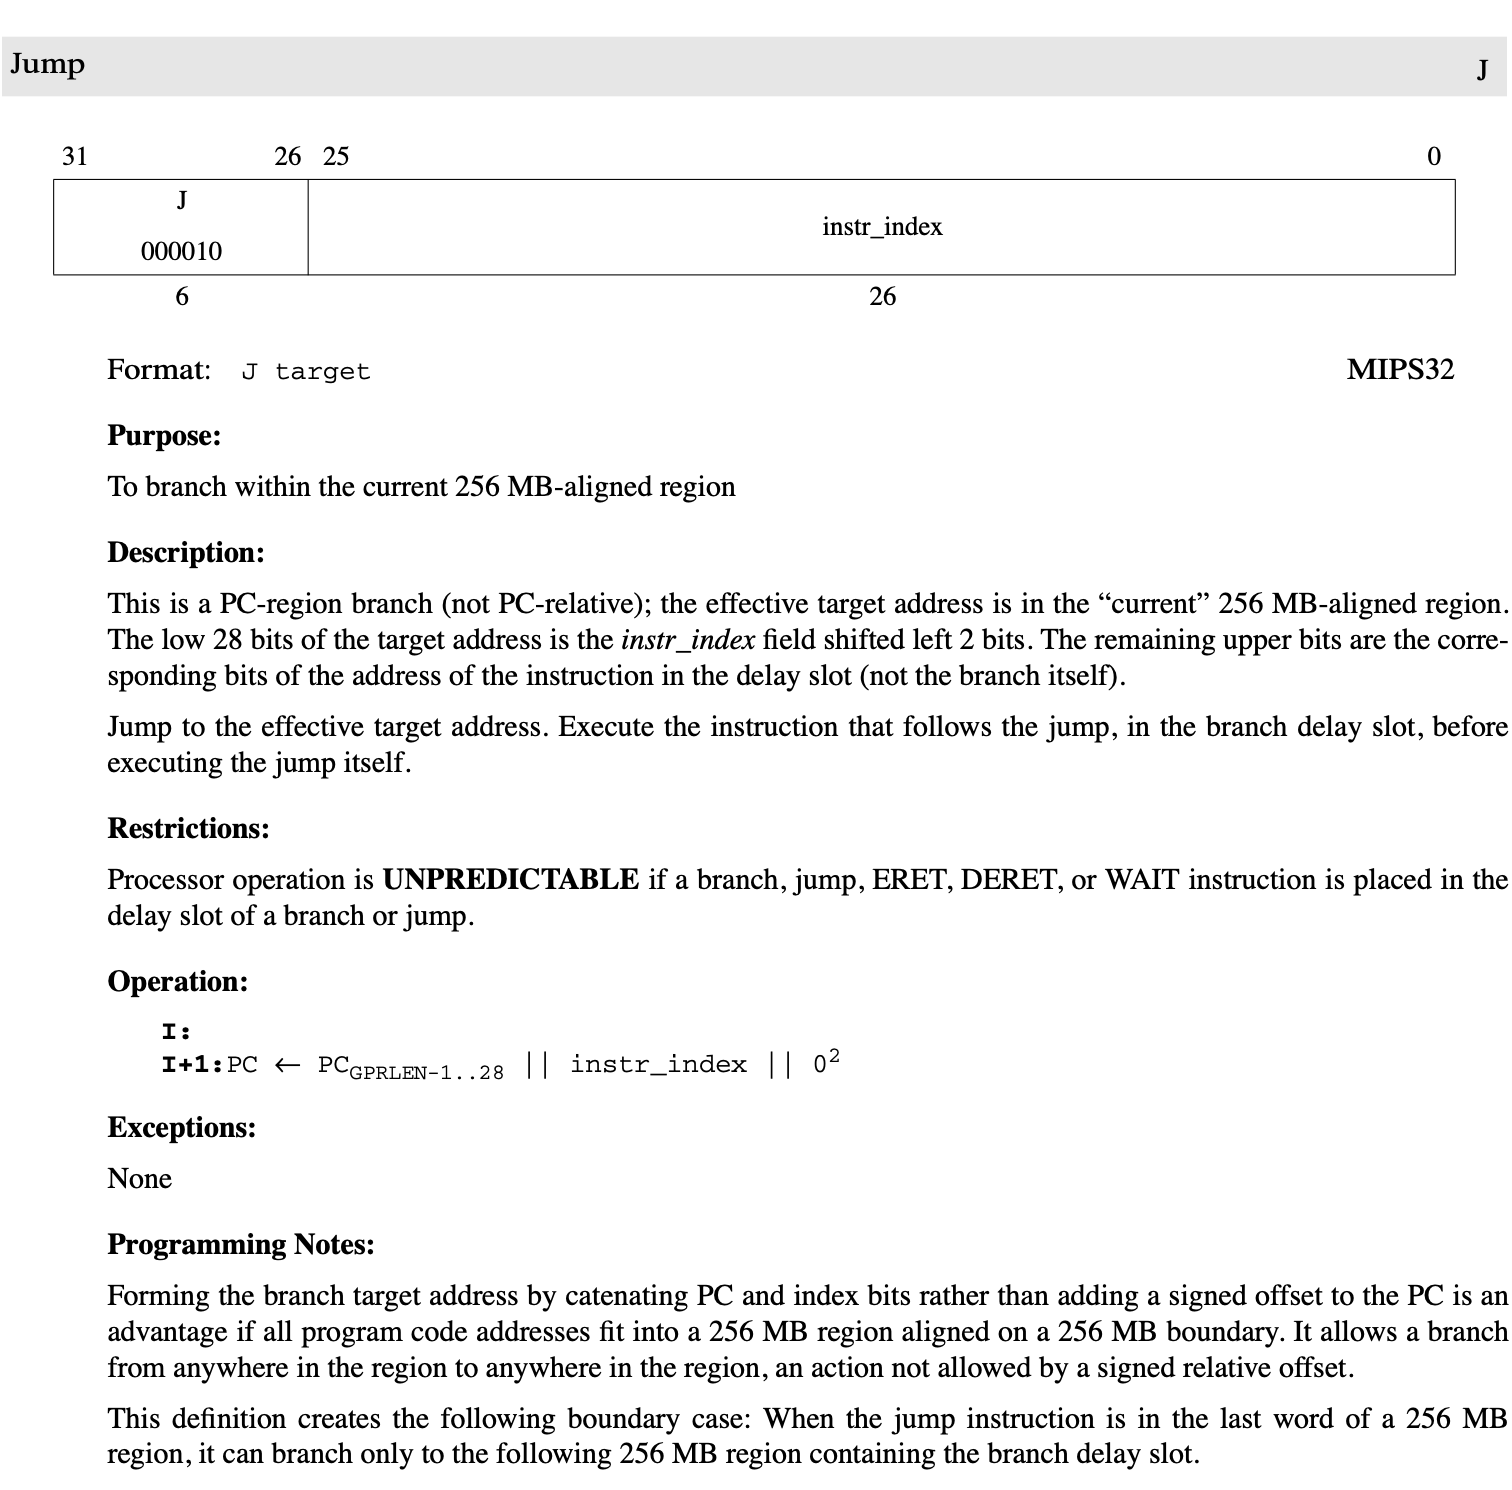 Jump J
31 26 25 0
J
000010
instr_index
6 26
Format: J target MIPS32
Purpose:
To branch within the current 256 MB-aligned region
Description:
This is a PC-region branch (not PC-relative); the effective target address is in the “current” 256 MB-aligned region.
The low 28 bits of the target address is the instr_index field shifted left 2 bits. The remaining upper bits are the corre-
sponding bits of the address of the instruction in the delay slot (not the branch itself).
Jump to the effective target address. Execute the instruction that follows the jump, in the branch delay slot, before
executing the jump itself.
Restrictions:
Processor operation is UNPREDICTABLE if a branch, jump, ERET, DERET, or WAIT instruction is placed in the
delay slot of a branch or jump.
Operation:
I:
I+1:PC ← PCGPRLEN-1..28 || instr_index || 0²
Exceptions:
None
Programming Notes:
Forming the branch target address by catenating PC and index bits rather than adding a signed offset to the PC is an
advantage if all program code addresses fit into a 256 MB region aligned on a 256 MB boundary. It allows a branch
from anywhere in the region to anywhere in the region, an action not allowed by a signed relative offset.
This definition creates the following boundary case: When the jump instruction is in the last word of a 256 MB
region, it can branch only to the following 256 MB region containing the branch delay slot.